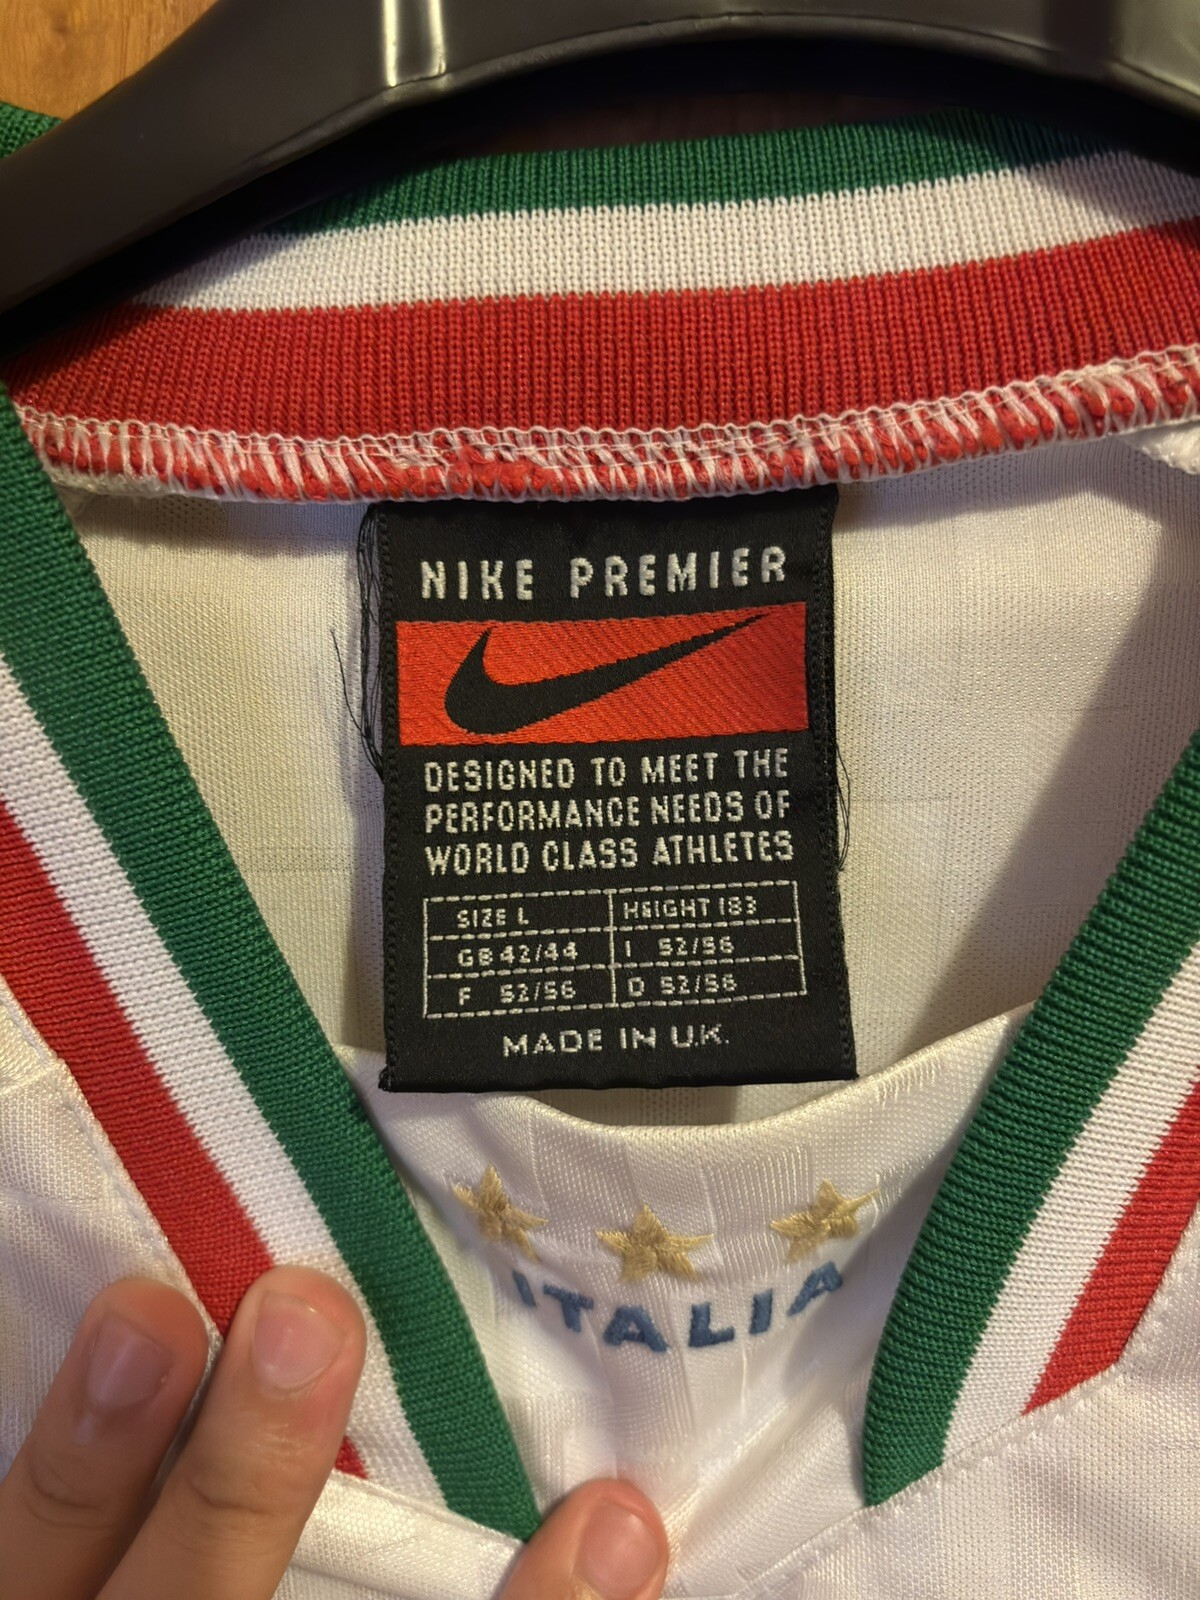 NIKE PREMIER
DESIGNED TO MEET THE
PERFORMANCE NEEDS OF
WORLD CLASS ATHLETES
SIZE L HEIGHT 183
GB 42/44 I 52/56
F 52/56 D 52/56
MADE IN U.K.
ITALIA